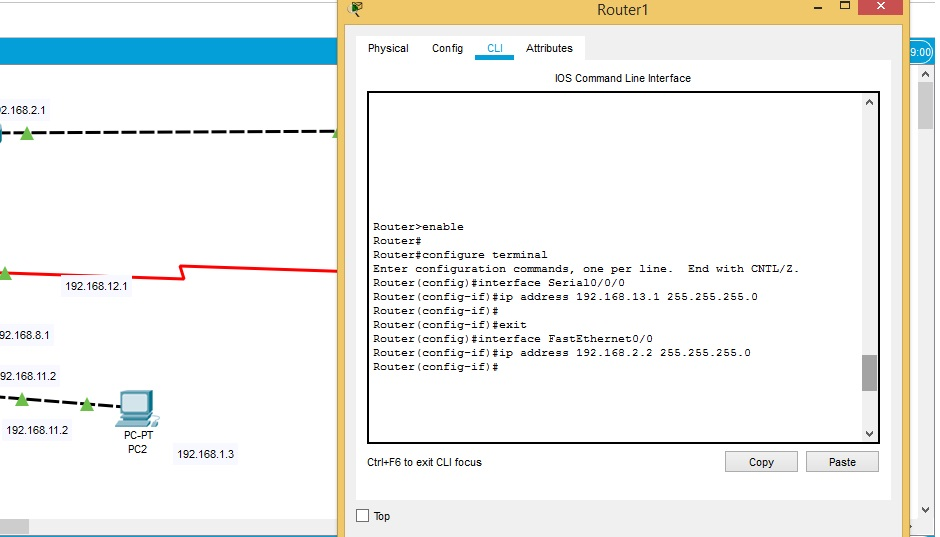 Router1
Physical Config CLI Attributes
IOS Command Line Interface
9:00
2.168.2.1
192.168.12.1
92.168.8.1
92.168.11.2
192.168.11.2
PC-PT
PC2
192.168.1.3
Router>enable
Router#
Router#configure terminal
Enter configuration commands, one per line.  End with CNTL/Z.
Router(config)#interface Serial0/0/0
Router(config-if)#ip address 192.168.13.1 255.255.255.0
Router(config-if)#
Router(config-if)#exit
Router(config)#interface FastEthernet0/0
Router(config-if)#ip address 192.168.2.2 255.255.255.0
Router(config-if)#
Ctrl+F6 to exit CLI focus
Copy
Paste
Top